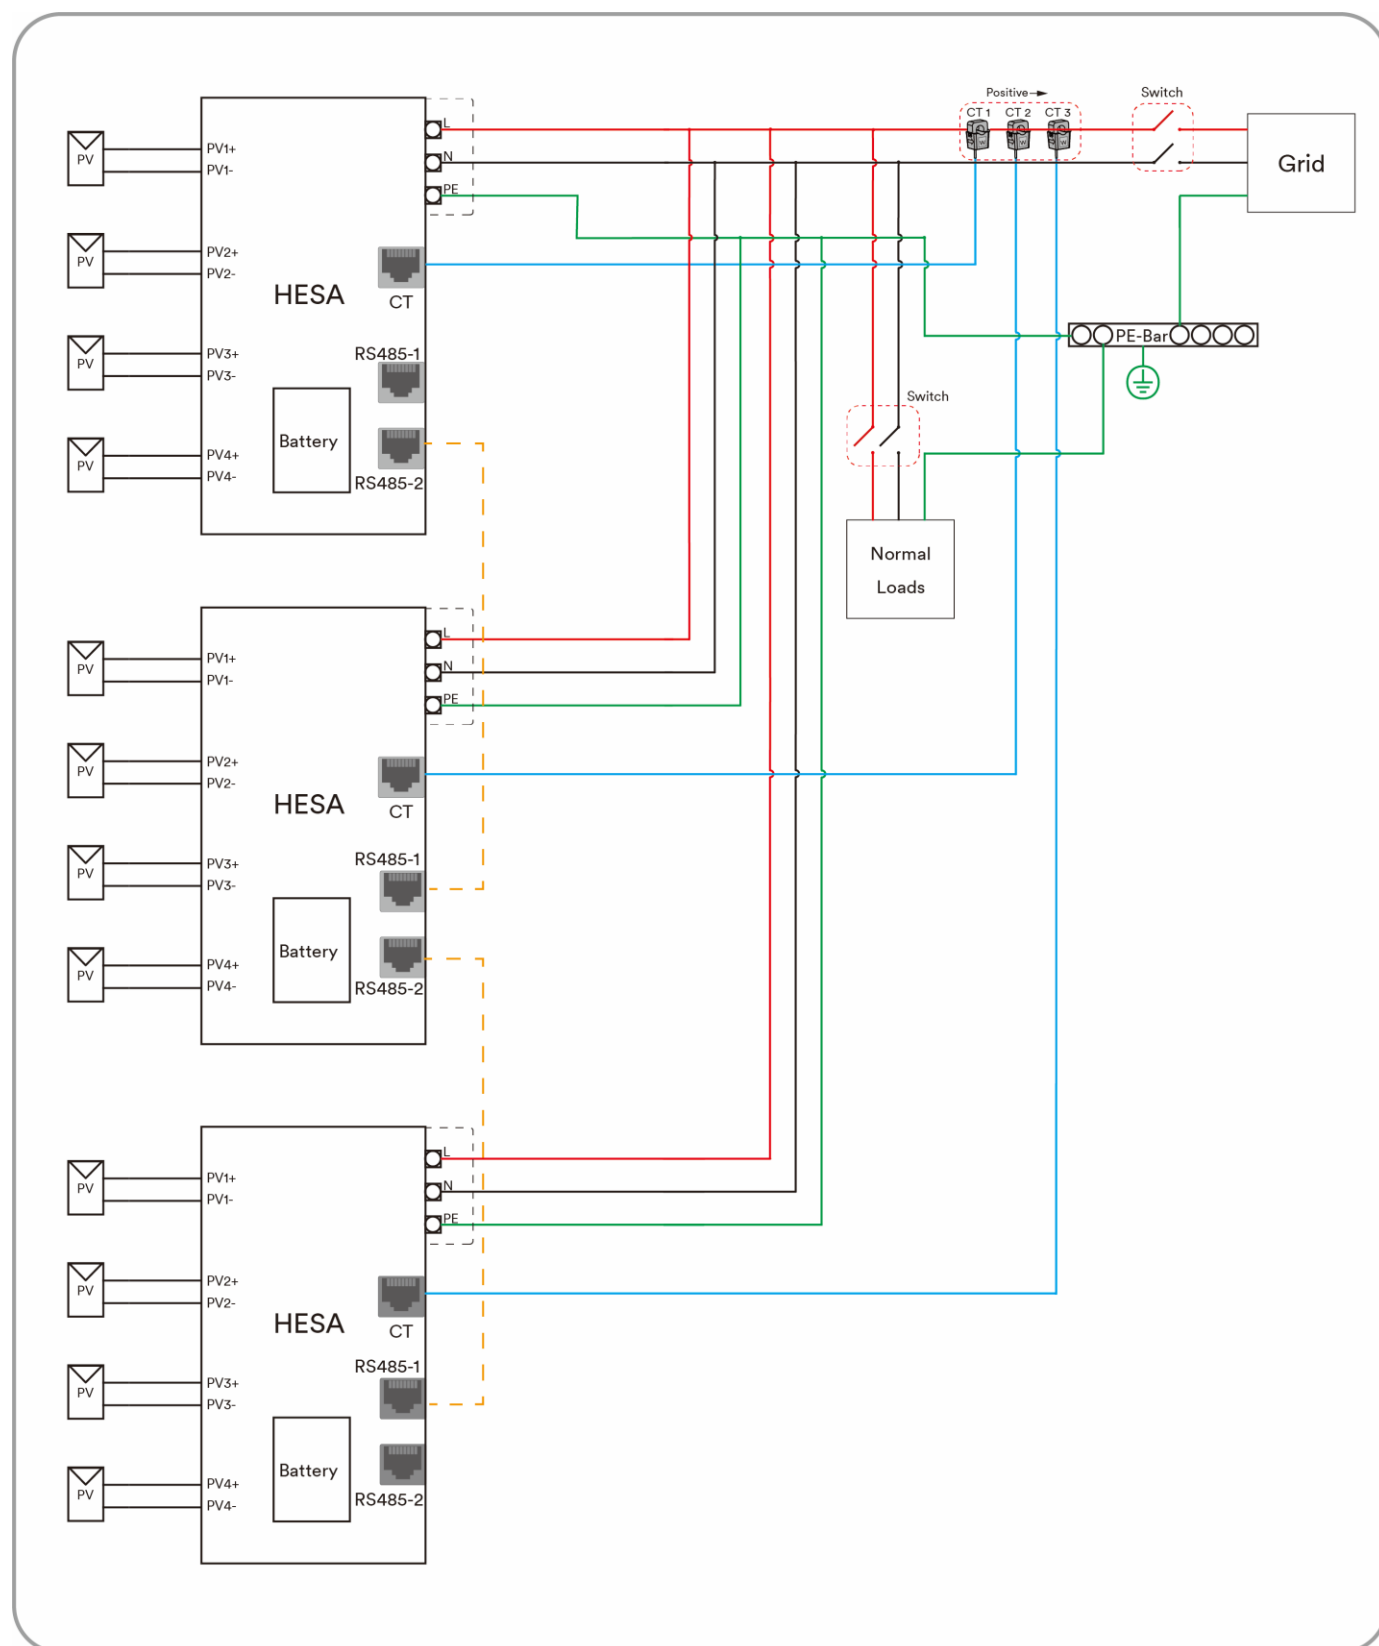 Positive
Switch
CT 1 CT 2 CT 3
L
N
PE
PV
PV1+
PV1-
Grid
PV
PV2+
PV2-
HESA
CT
PE-Bar
PV
PV3+
PV3-
RS485-1
Switch
Battery
PV
PV4+
PV4-
RS485-2
Normal
Loads
L
N
PE
PV
PV1+
PV1-
PV
PV2+
PV2-
HESA
CT
PV
PV3+
PV3-
RS485-1
Battery
PV
PV4+
PV4-
RS485-2
L
N
PE
PV
PV1+
PV1-
PV
PV2+
PV2-
HESA
CT
PV
PV3+
PV3-
RS485-1
Battery
PV
PV4+
PV4-
RS485-2